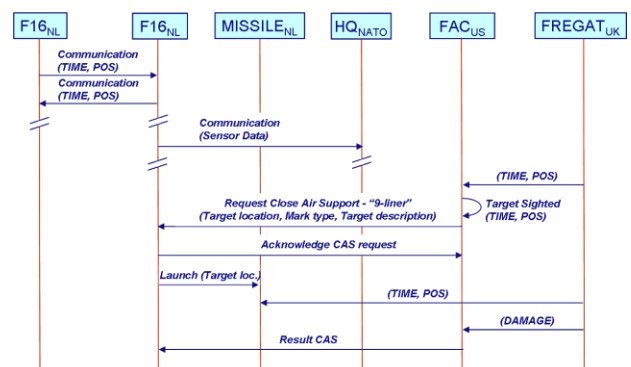 F16NL F16NL MISSILENL HQNATO FACUS FREGATUK
Communication
(TIME, POS)
Communication
(TIME, POS)
Communication
(Sensor Data)
(TIME, POS)
Request Close Air Support - “9-liner”
(Target location, Mark type, Target description)
Target Sighted
(TIME, POS)
Acknowledge CAS request
Launch (Target loc.)
(TIME, POS)
(DAMAGE)
Result CAS